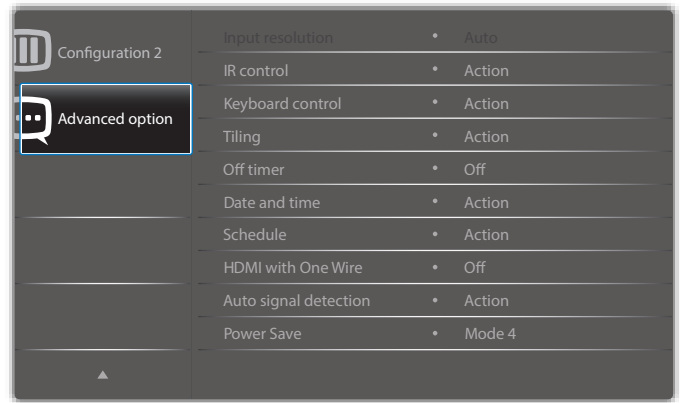 Configuration 2
Advanced option
Input resolution • Auto
IR control • Action
Keyboard control • Action
Tiling • Action
Off timer • Off
Date and time • Action
Schedule • Action
HDMI with One Wire • Off
Auto signal detection • Action
Power Save • Mode 4